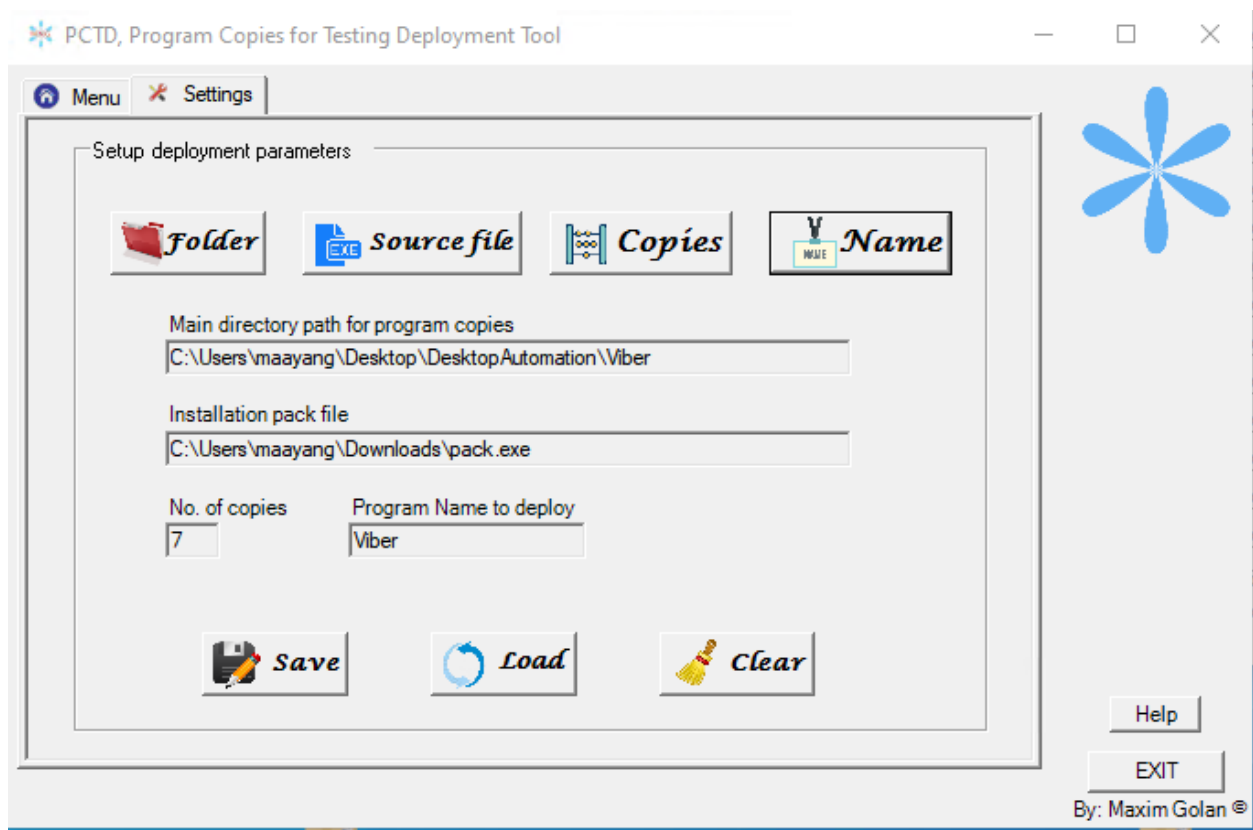 PCTD, Program Copies for Testing Deployment Tool
Menu Settings
Setup deployment parameters
Folder EXE Source file Copies NAME Name
Main directory path for program copies
C:\Users\maayang\Desktop\DesktopAutomation\Viber
Installation pack file
C:\Users\maayang\Downloads\pack.exe
No. of copies Program Name to deploy
7 Viber
Save Load Clear
Help
EXIT
By: Maxim Golan ©